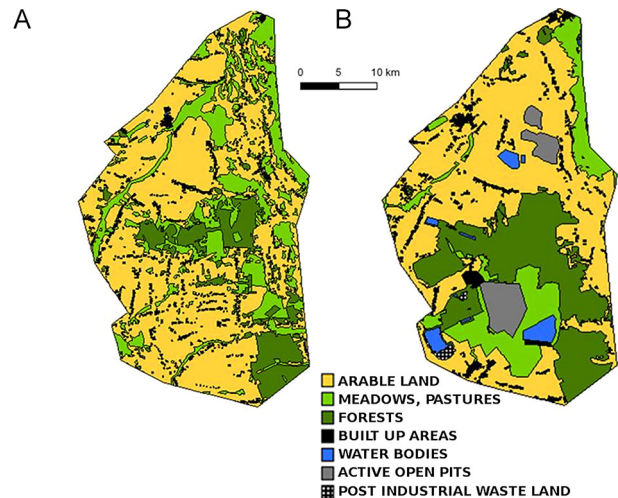 A
B
0 5 10 km
ARABLE LAND
MEADOWS, PASTURES
FORESTS
BUILT UP AREAS
WATER BODIES
ACTIVE OPEN PITS
POST INDUSTRIAL WASTE LAND